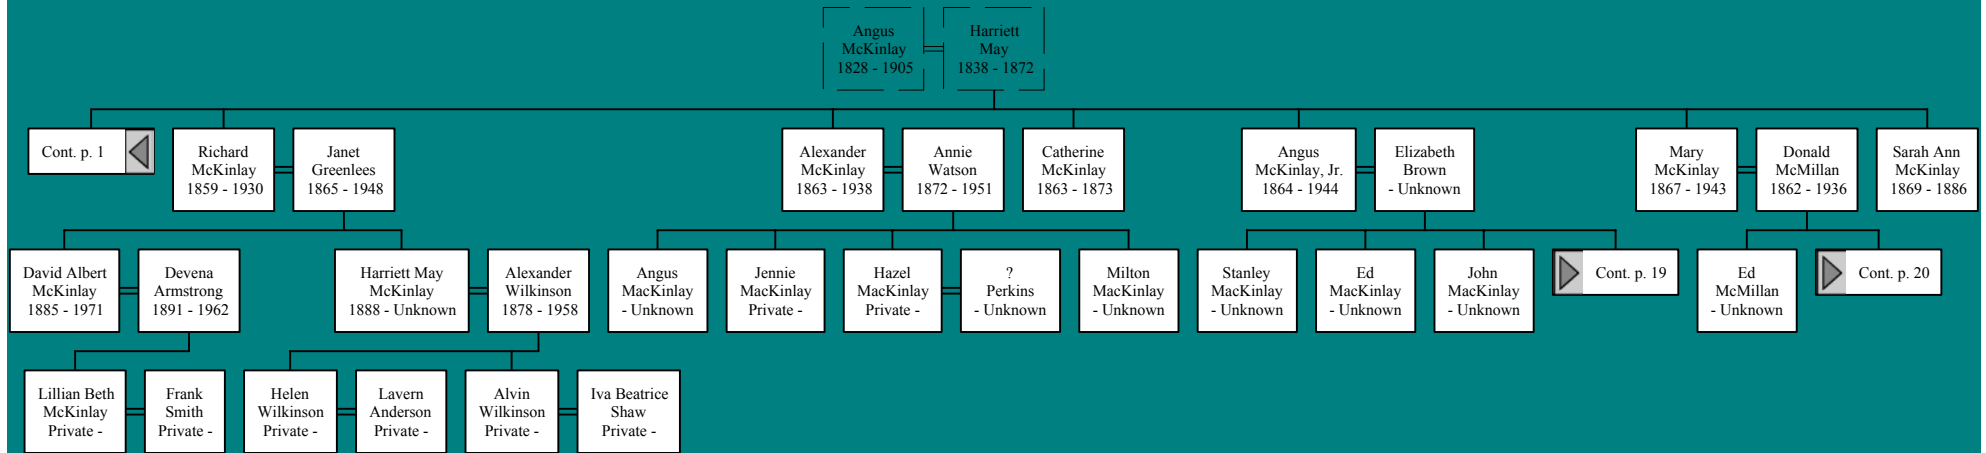 Angus
McKinlay
1828 - 1905
Harriett
May
1838 - 1872
Cont. p. 1
Richard
McKinlay
1859 - 1930
Janet
Greenlees
1865 - 1948
Alexander
McKinlay
1863 - 1938
Annie
Watson
1872 - 1951
Catherine
McKinlay
1863 - 1873
Angus
McKinlay, Jr.
1864 - 1944
Elizabeth
Brown
- Unknown
Mary
McKinlay
1867 - 1943
Donald
McMillan
1862 - 1936
Sarah Ann
McKinlay
1869 - 1886
David Albert
McKinlay
1885 - 1971
Devena
Armstrong
1891 - 1962
Harriett May
McKinlay
1888 - Unknown
Alexander
Wilkinson
1878 - 1958
Angus
MacKinlay
- Unknown
Jennie
MacKinlay
Private -
Hazel
MacKinlay
Private -
?
Perkins
- Unknown
Milton
MacKinlay
- Unknown
Stanley
MacKinlay
- Unknown
Ed
MacKinlay
- Unknown
John
MacKinlay
- Unknown
Cont. p. 19
Ed
McMillan
- Unknown
Cont. p. 20
Lillian Beth
McKinlay
Private -
Frank
Smith
Private -
Helen
Wilkinson
Private -
Lavern
Anderson
Private -
Alvin
Wilkinson
Private -
Iva Beatrice
Shaw
Private -